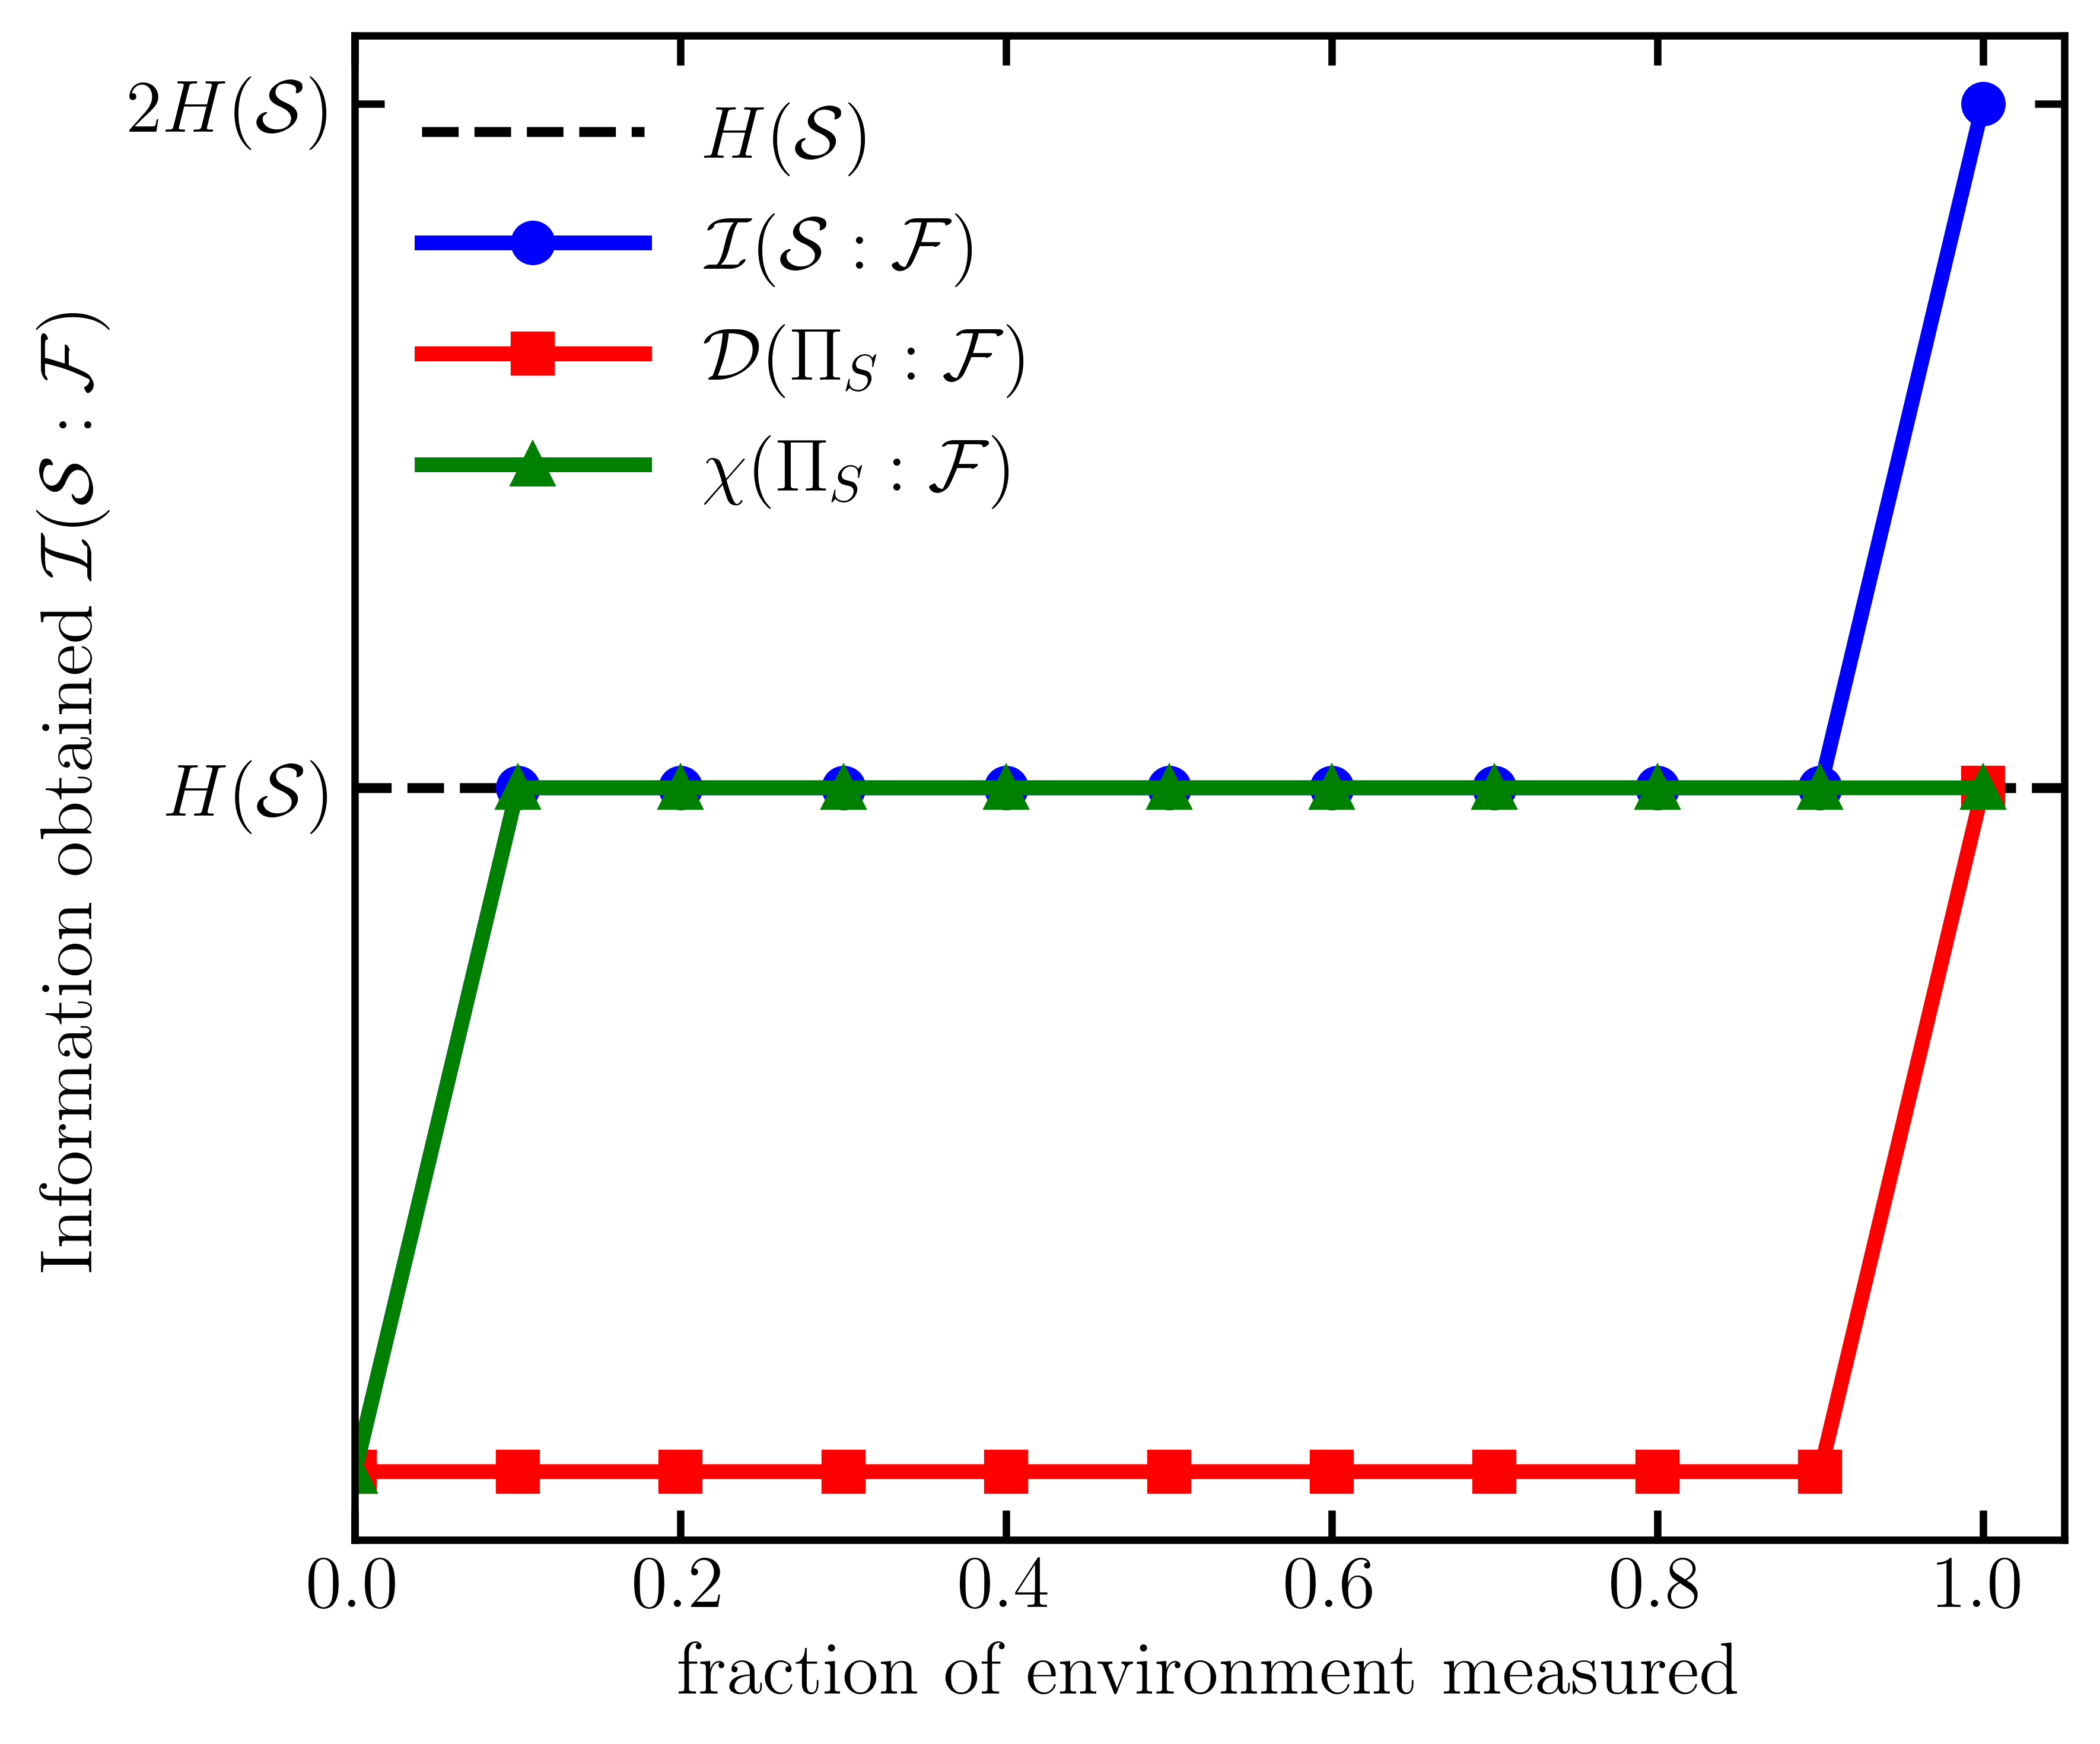 Information obtained 𝓘(𝓢 : 𝓕)
2H(𝓢)
H(𝓢)
H(𝓢)
𝓘(𝓢 : 𝓕)
𝓓(Π_S : 𝓕)
χ(Π_S : 𝓕)
0.0 0.2 0.4 0.6 0.8 1.0
fraction of environment measured